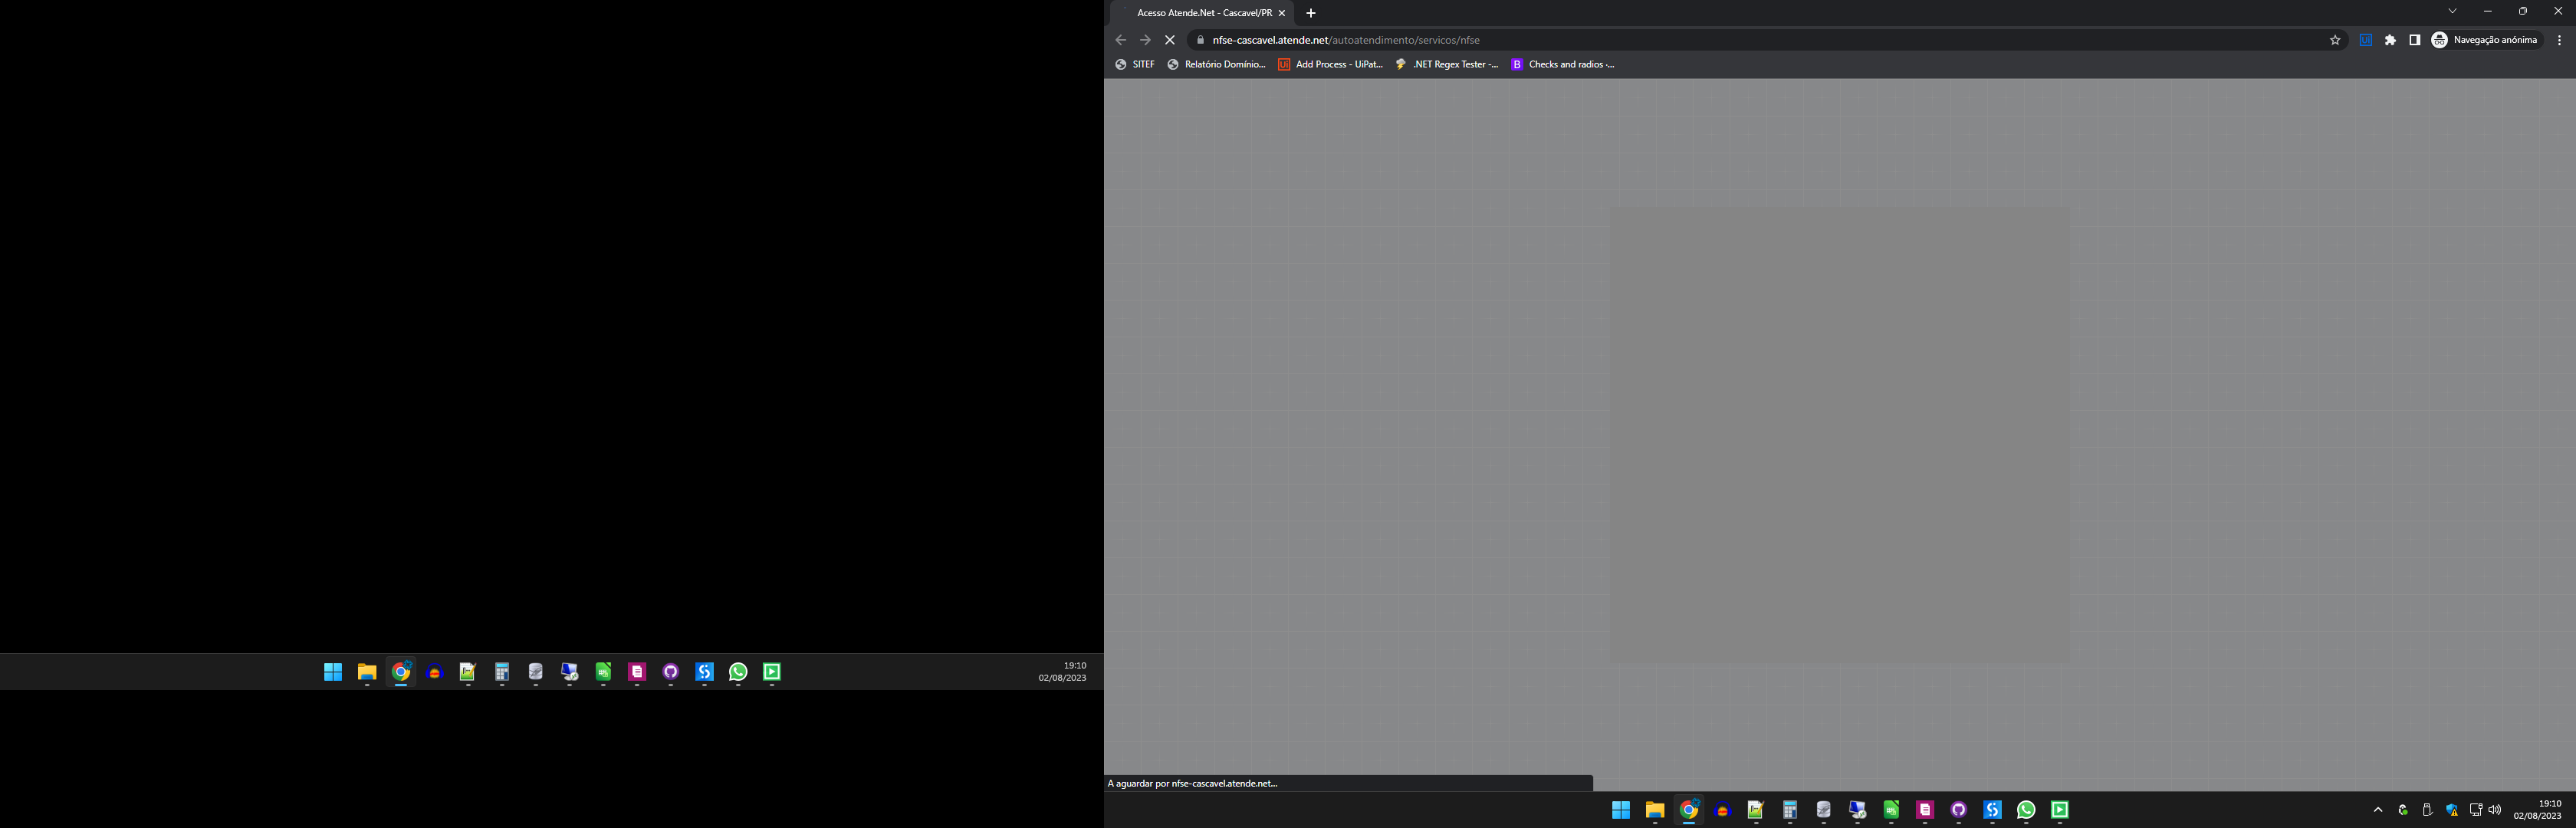 Acesso Atende.Net - Cascavel/PR
nfse-cascavel.atende.net/autoatendimento/servicos/nfse
Navegação anónima
SITEF
Relatório Domínio...
Add Process - UiPat...
.NET Regex Tester -...
B
Checks and radios ·...
19:10
02/08/2023
A aguardar por nfse-cascavel.atende.net...
19:10
02/08/2023